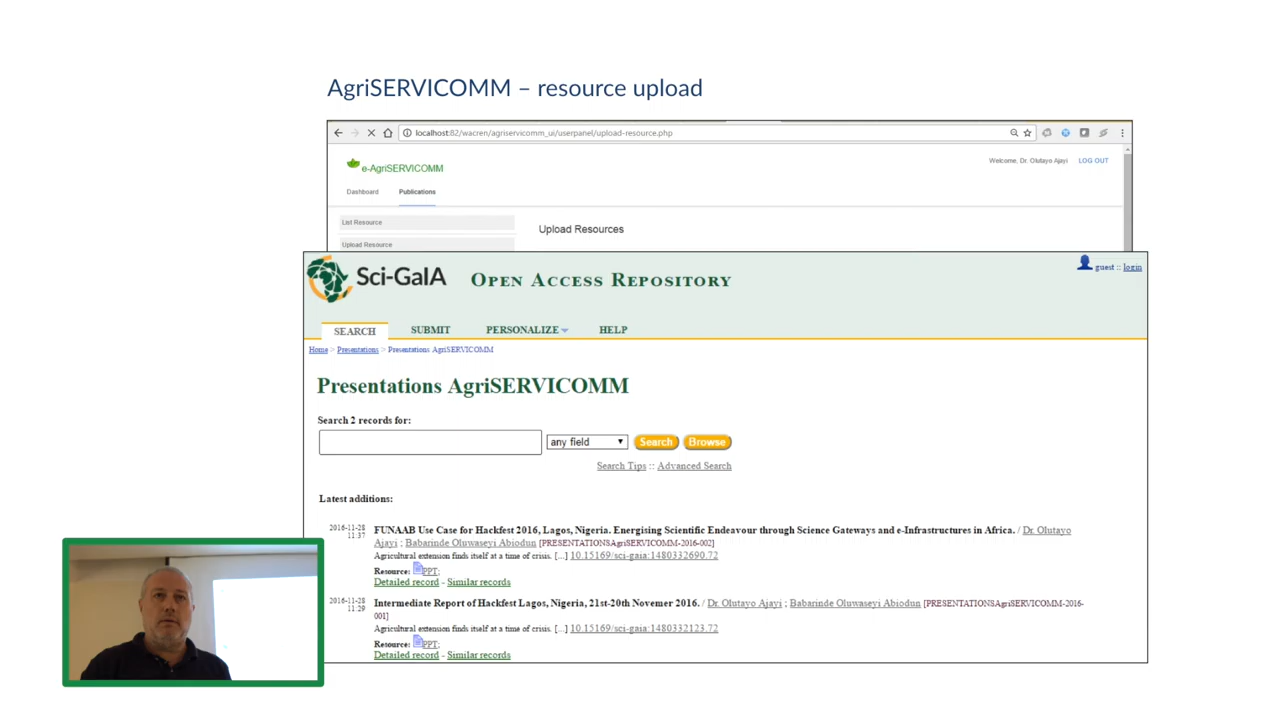 AgriSERVICOMM – resource upload
localhost:82/wacren/agriservicomm_ui/userpanel/upload-resource.php
e-AgriSERVICOMM
Welcome, Dr. Olutayo Ajayi LOG OUT
Dashboard Publications
List Resource
Upload Resources
Upload Resource
Sci-GaIA OPEN ACCESS REPOSITORY
guest :: login
SEARCH SUBMIT PERSONALIZE HELP
Home > Presentations > Presentations AgriSERVICOMM
Presentations AgriSERVICOMM
Search 2 records for:
any field Search Browse
Search Tips :: Advanced Search
Latest additions:
2016-11-28
11:37
FUNAAB Use Case for Hackfest 2016, Lagos, Nigeria. Energising Scientific Endeavour through Science Gateways and e-Infrastructures in Africa. / Dr. Olutayo
Ajayi ; Babarinde Oluwaseyi Abiodun [PRESENTATIONSAgriSERVICOMM-2016-002]
Agricultural extension finds itself at a time of crisis. [...] 10.15169/sci-gaia:1480332690.72
Resource: PPT;
Detailed record - Similar records
2016-11-28
11:29
Intermediate Report of Hackfest Lagos, Nigeria, 21st-20th Novemer 2016. / Dr. Olutayo Ajayi ; Babarinde Oluwaseyi Abiodun [PRESENTATIONSAgriSERVICOMM-2016-
001]
Agricultural extension finds itself at a time of crisis. [...] 10.15169/sci-gaia:1480332123.72
Resource: PPT;
Detailed record - Similar records